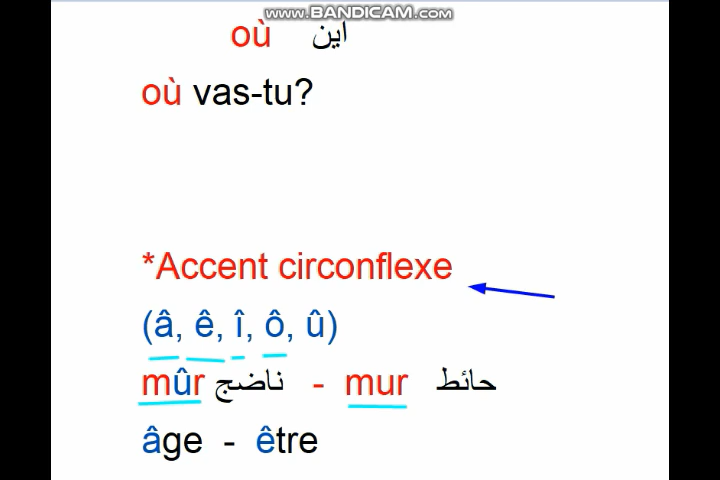 www.BANDICAM.com
où اين
où vas-tu?
*Accent circonflexe
(â, ê, î, ô, û)
mûr ناضج - mur حائط
âge - être